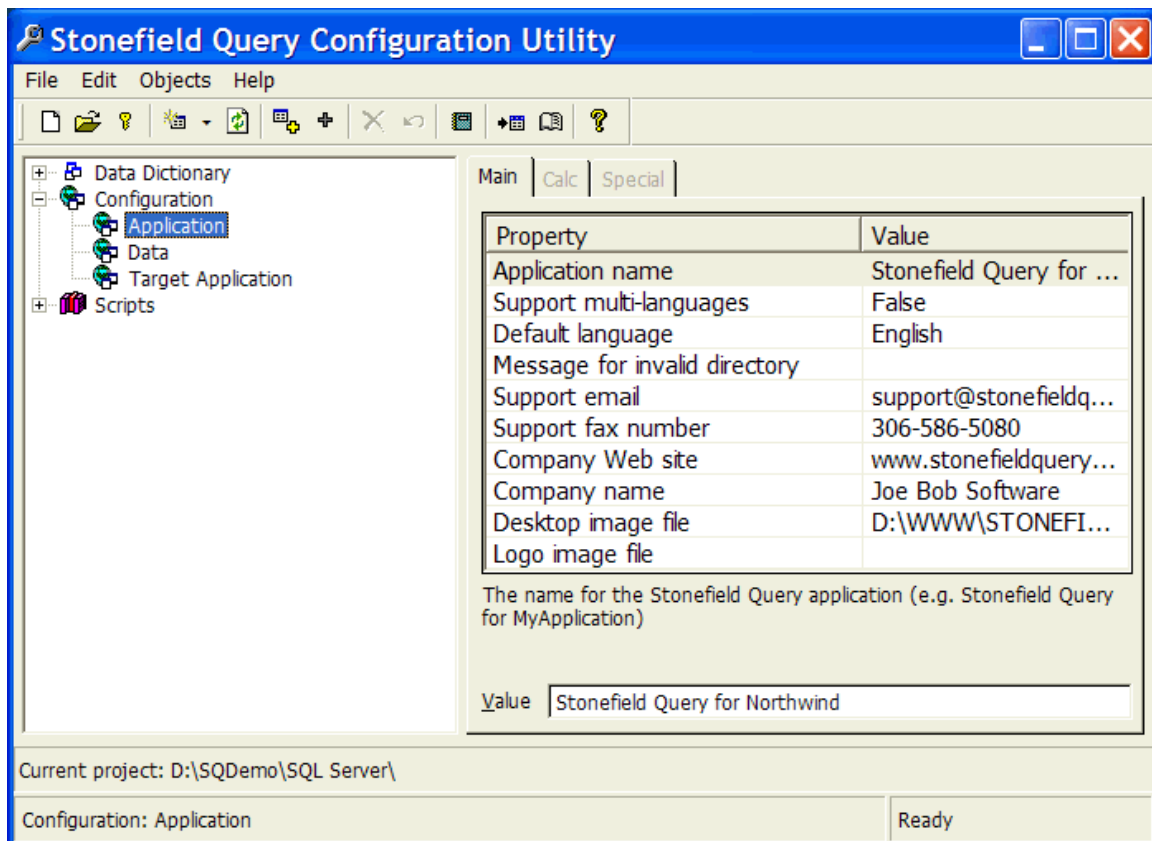 Stonefield Query Configuration Utility
File Edit Objects Help
Data Dictionary
Configuration
Application
Data
Target Application
Scripts
Main Calc Special
Property Value
Application name Stonefield Query for ...
Support multi-languages False
Default language English
Message for invalid directory
Support email support@stonefieldq...
Support fax number 306-586-5080
Company Web site www.stonefieldquery...
Company name Joe Bob Software
Desktop image file D:\WWW\STONEFI...
Logo image file
The name for the Stonefield Query application (e.g. Stonefield Query
for MyApplication)
Value Stonefield Query for Northwind
Current project: D:\SQDemo\SQL Server\
Configuration: Application Ready